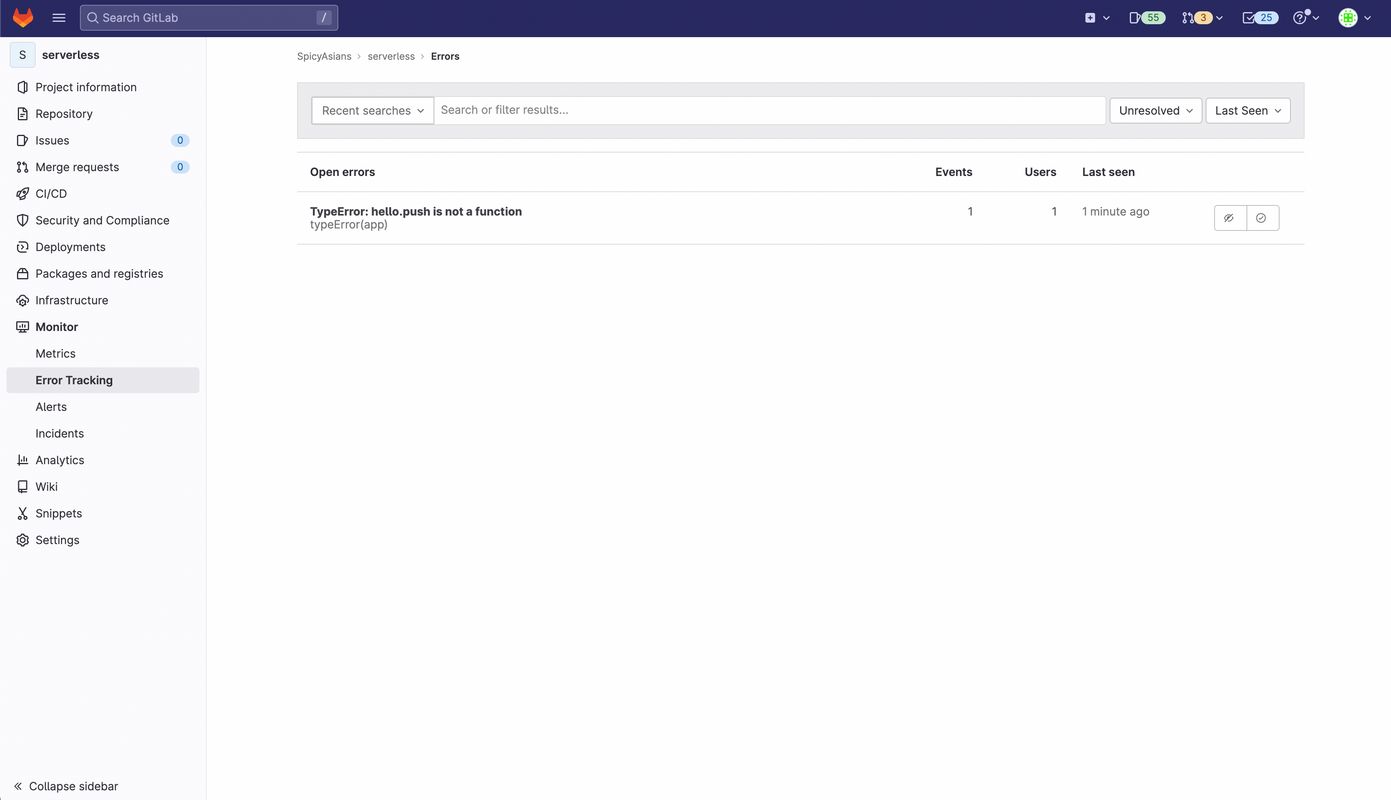 Search GitLab /
55 3 25
S serverless
Project information
Repository
Issues 0
Merge requests 0
CI/CD
Security and Compliance
Deployments
Packages and registries
Infrastructure
Monitor
Metrics
Error Tracking
Alerts
Incidents
Analytics
Wiki
Snippets
Settings
Collapse sidebar
SpicyAsians › serverless › Errors
Recent searches Search or filter results... Unresolved Last Seen
Open errors Events Users Last seen
TypeError: hello.push is not a function 1 1 1 minute ago
typeError(app)